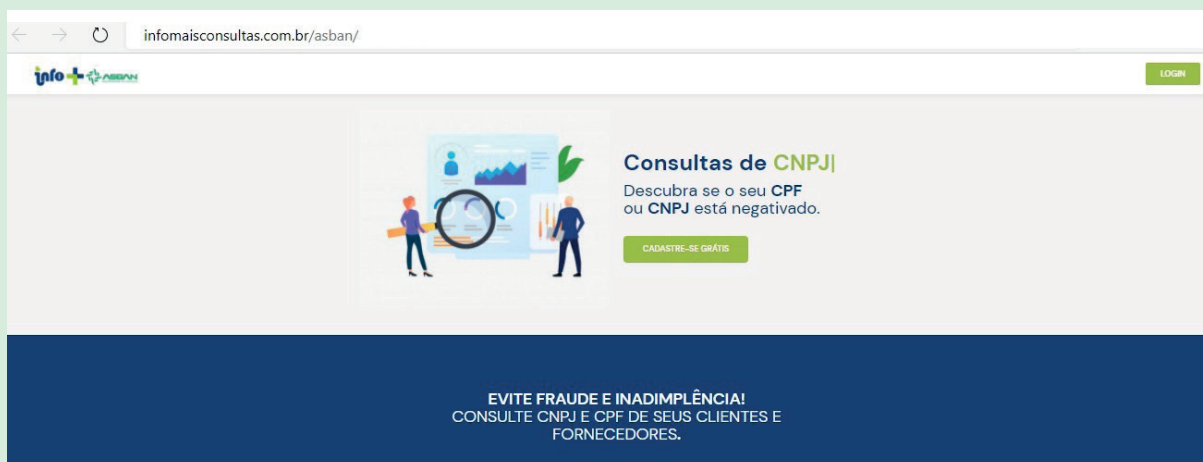 infomaisconsultas.com.br/asban/
info+ ASBAN
LOGIN
Consultas de CNPJ|
Descubra se o seu CPF
ou CNPJ está negativado.
CADASTRE-SE GRÁTIS
EVITE FRAUDE E INADIMPLÊNCIA!
CONSULTE CNPJ E CPF DE SEUS CLIENTES E
FORNECEDORES.